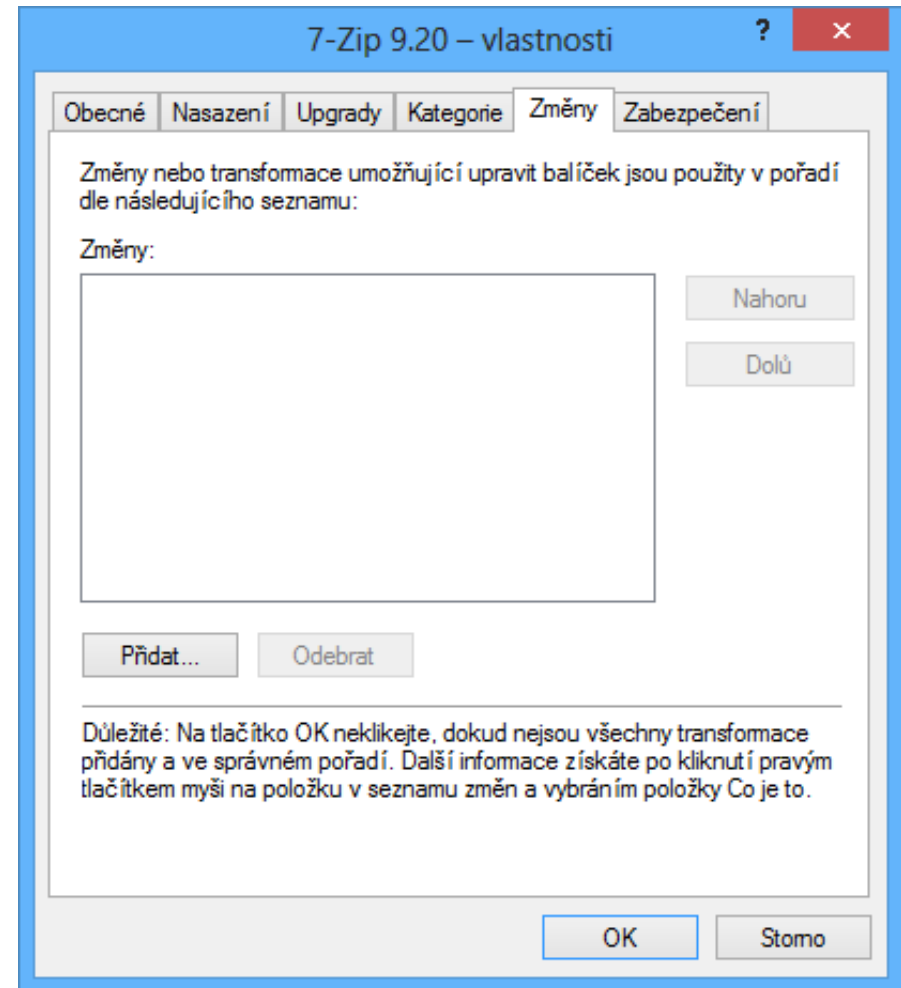 7-Zip 9.20 – vlastnosti
?
Obecné Nasazení Upgrady Kategorie Změny Zabezpečení
Změny nebo transformace umožňující upravit balíček jsou použity v pořadí
dle následujícího seznamu:
Změny:
Nahoru
Dolů
Přidat... Odebrat
Důležité: Na tlačítko OK neklikejte, dokud nejsou všechny transformace
přidány a ve správném pořadí. Další informace získáte po kliknutí pravým
tlačítkem myši na položku v seznamu změn a vybráním položky Co je to.
OK Storno